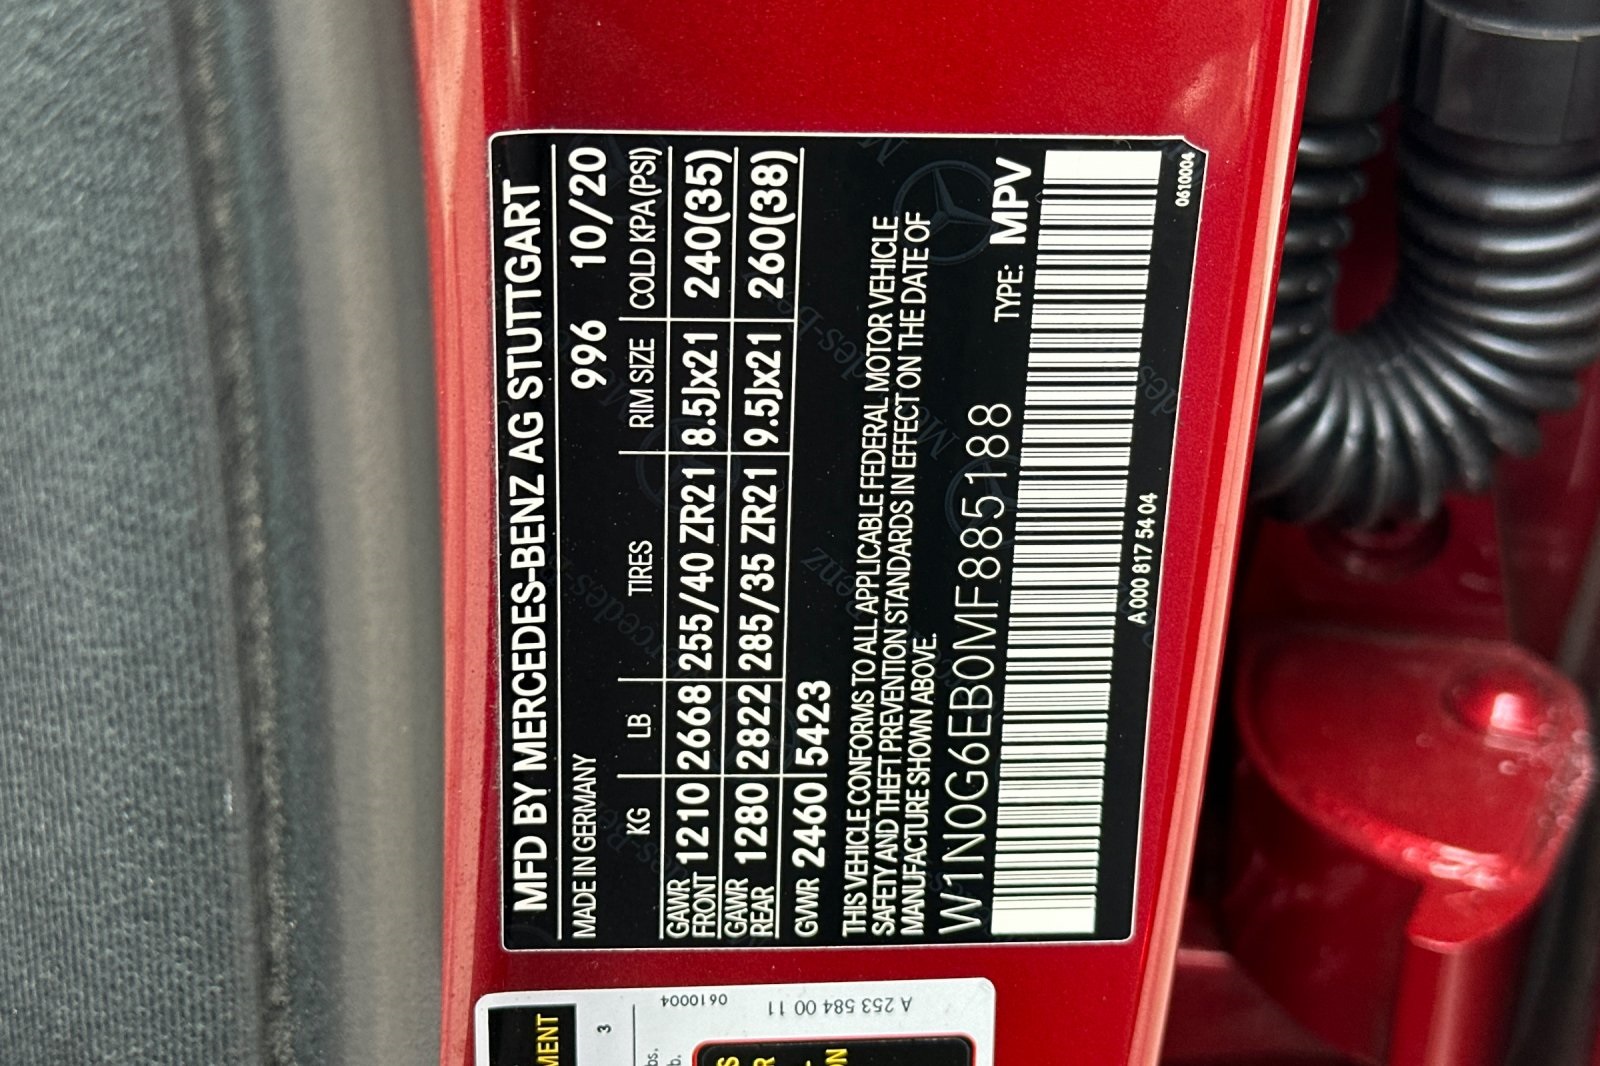 MFD BY MERCEDES-BENZ AG STUTTGART
MADE IN GERMANY 996 10/20
KG LB TIRES RIM SIZE COLD KPA (PSI)
GAWR FRONT 1210 2668 255/40 ZR21 8.5Jx21 240(35)
GAWR REAR 1280 2822 285/35 ZR21 9.5Jx21 260(38)
GVWR 2460 5423
THIS VEHICLE CONFORMS TO ALL APPLICABLE FEDERAL MOTOR VEHICLE
SAFETY AND THEFT PREVENTION STANDARDS IN EFFECT ON THE DATE OF
MANUFACTURE SHOWN ABOVE.
W1N0G6EB0MF885188 TYPE: MPV
A 000 817 54 04
0610004
0610004
A 253 584 00 11
3